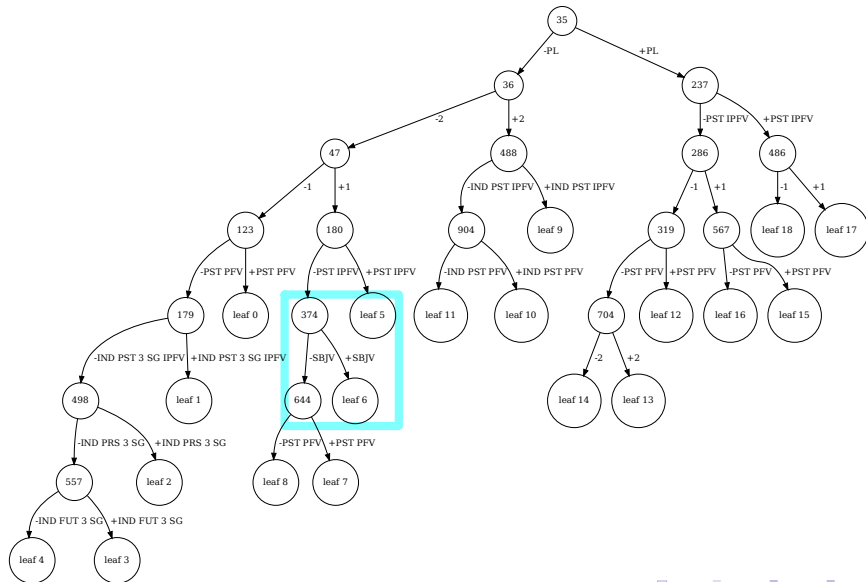 35
-PL
+PL
36
237
-2
+2
-PST IPFV
+PST IPFV
47
488
286
486
-1
+1
-IND PST IPFV
+IND PST IPFV
-1
+1
-1
+1
123
180
904
leaf 9
319
567
leaf 18
leaf 17
-PST PFV
+PST PFV
-PST IPFV
+PST IPFV
-IND PST PFV
+IND PST PFV
-PST PFV
+PST PFV
-PST PFV
+PST PFV
179
leaf 0
374
leaf 5
leaf 11
leaf 10
704
leaf 12
leaf 16
leaf 15
-IND PST 3 SG IPFV
+IND PST 3 SG IPFV
-SBJV
+SBJV
-2
+2
498
leaf 1
644
leaf 6
leaf 14
leaf 13
-IND PRS 3 SG
+IND PRS 3 SG
-PST PFV
+PST PFV
557
leaf 2
leaf 8
leaf 7
-IND FUT 3 SG
+IND FUT 3 SG
leaf 4
leaf 3